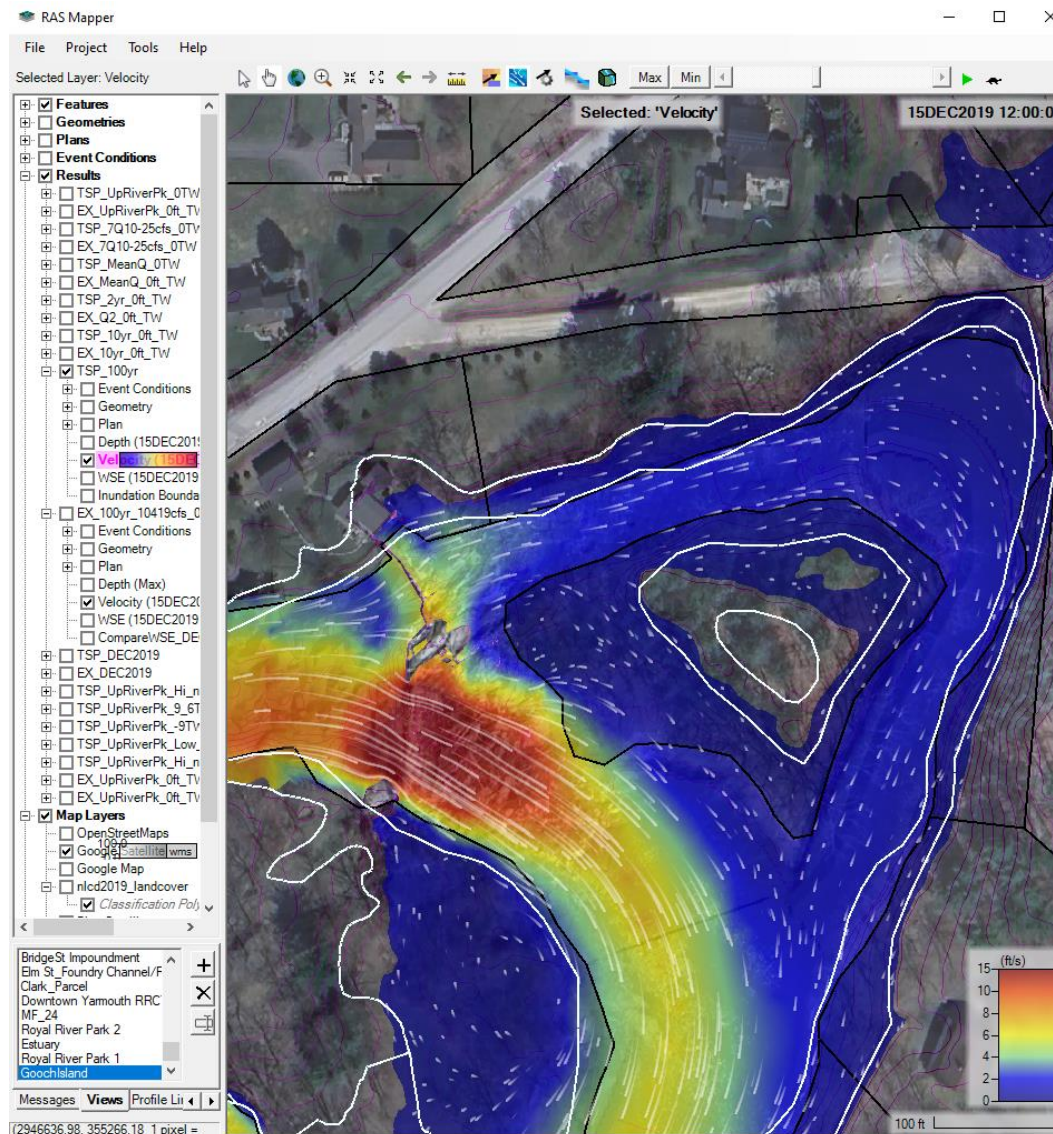 RAS Mapper
File Project Tools Help
Selected Layer: Velocity
Max Min
Features
Geometries
Plans
Event Conditions
Results
TSP_UpRiverPk_0TW
EX_UpRiverPk_0ft_TW
TSP_7Q10-25cfs_0TW
EX_7Q10-25cfs_0TW
TSP_MeanQ_0TW
EX_MeanQ_0ft_TW
TSP_2yr_0ft_TW
EX_Q2_0ft_TW
TSP_10yr_0ft_TW
EX_10yr_0ft_TW
TSP_100yr
Event Conditions
Geometry
Plan
Depth (15DEC2019
Velocity (15DEC
WSE (15DEC2019
Inundation Bounda
EX_100yr_10419cfs_0
Event Conditions
Geometry
Plan
Depth (Max)
Velocity (15DEC20
WSE (15DEC2019
CompareWSE_DE
TSP_DEC2019
EX_DEC2019
TSP_UpRiverPk_Hi_n
TSP_UpRiverPk_9_6T
TSP_UpRiverPk_-9TW
TSP_UpRiverPk_Low_
TSP_UpRiverPk_Hi_n
EX_UpRiverPk_0ft_TW
EX_UpRiverPk_0ft_TW
Map Layers
OpenStreetMaps
Google Satellite wms
Google Map
nlcd2019_landcover
Classification Poly
BridgeSt Impoundment
Elm St_Foundry Channel/F
Clark_Parcel
Downtown Yarmouth RRC
MF_24
Royal River Park 2
Estuary
Royal River Park 1
GoochIsland
Messages Views Profile Lin
(2946636.98, 355266.18 1 pixel =
Selected: 'Velocity'
15DEC2019 12:00:0
(ft/s)
15
10
8
6
4
2
0
100 ft